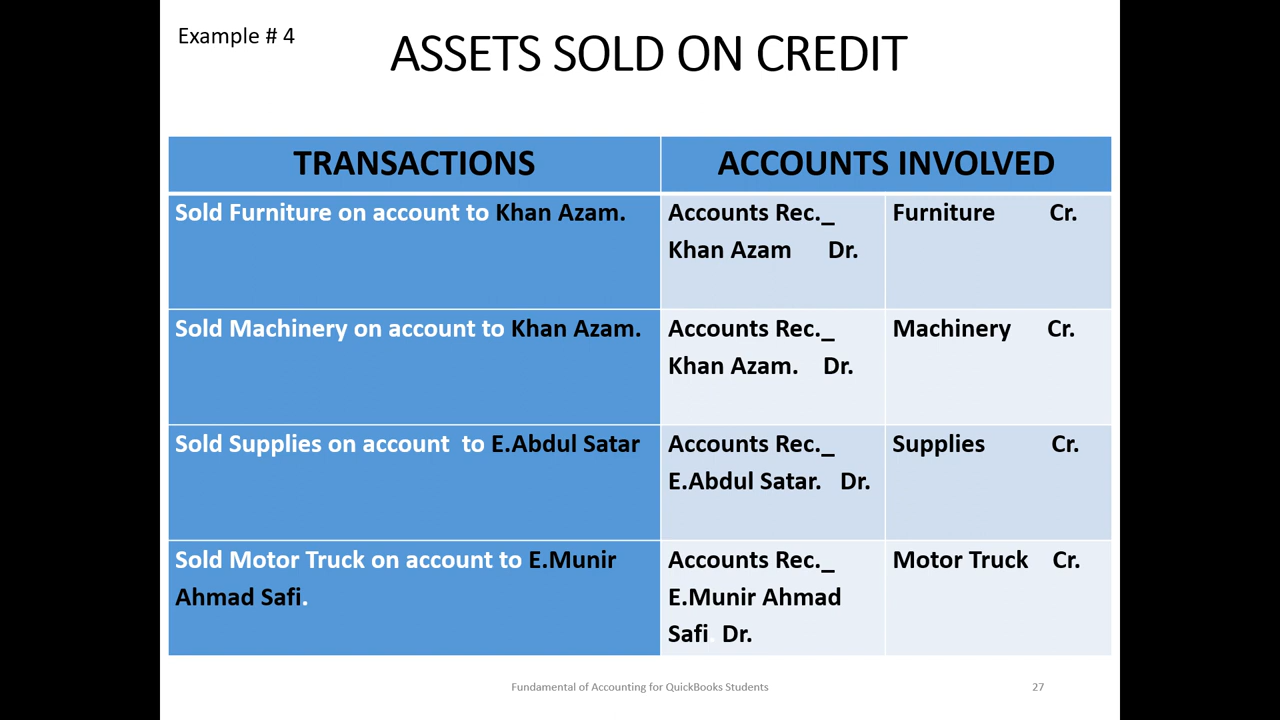 Example # 4
ASSETS SOLD ON CREDIT
TRANSACTIONS
ACCOUNTS INVOLVED
Sold Furniture on account to Khan Azam.
Accounts Rec._
Khan Azam Dr.
Furniture Cr.
Sold Machinery on account to Khan Azam.
Accounts Rec._
Khan Azam. Dr.
Machinery Cr.
Sold Supplies on account to E.Abdul Satar
Accounts Rec._
E.Abdul Satar. Dr.
Supplies Cr.
Sold Motor Truck on account to E.Munir
Ahmad Safi.
Accounts Rec._
E.Munir Ahmad
Safi Dr.
Motor Truck Cr.
Fundamental of Accounting for QuickBooks Students
27